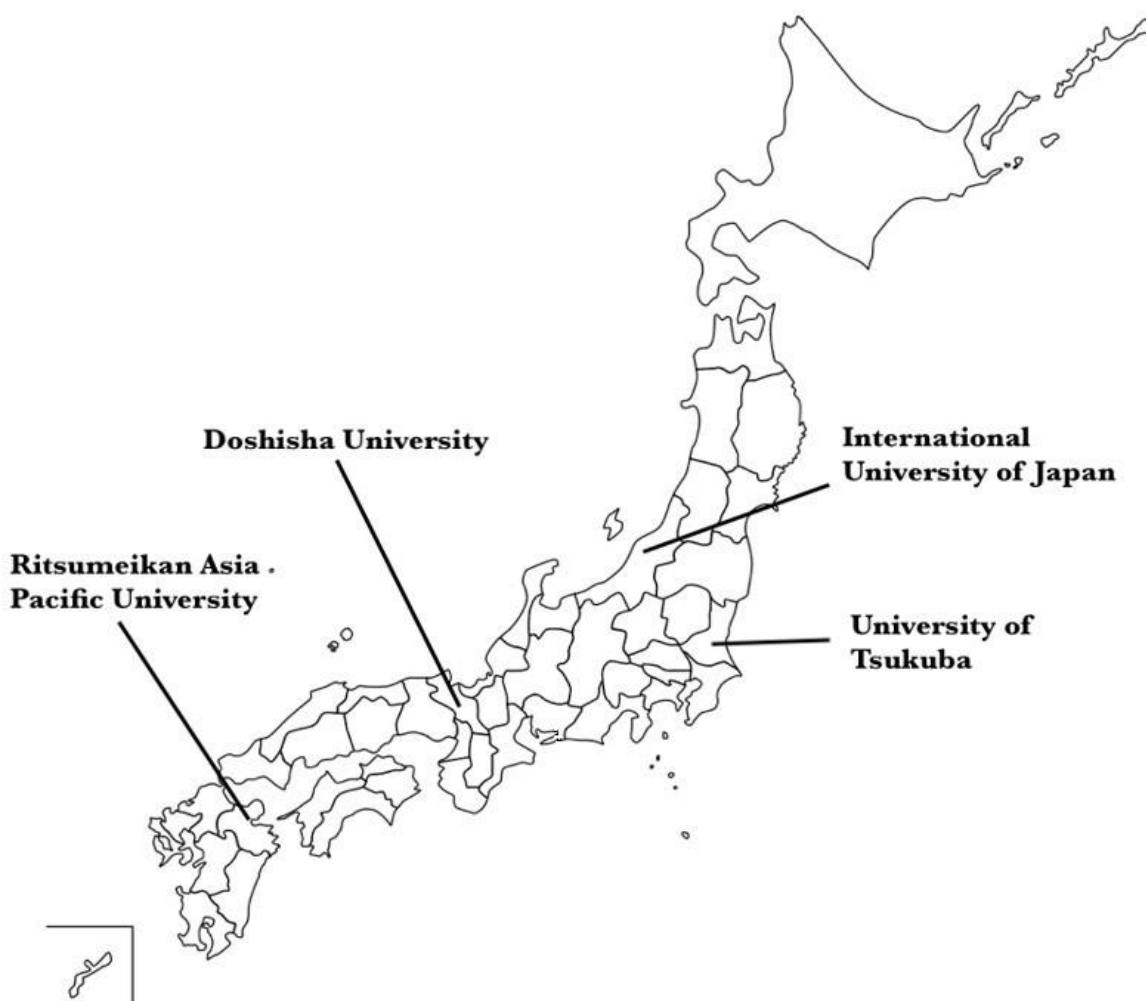 Doshisha University
International
University of Japan
Ritsumeikan Asia
Pacific University
University of
Tsukuba